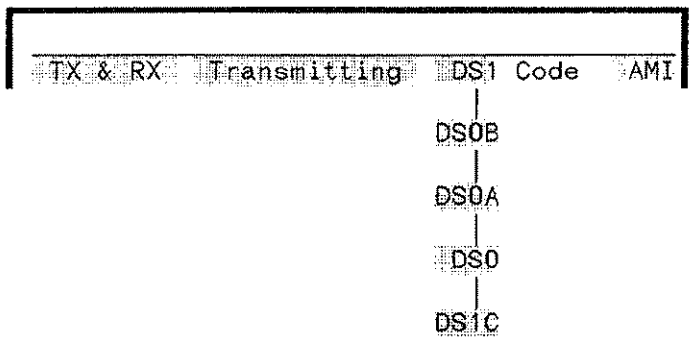 TX & RX Transmitting DS1 Code AMI
DS0B
DS0A
DS0
DS1C